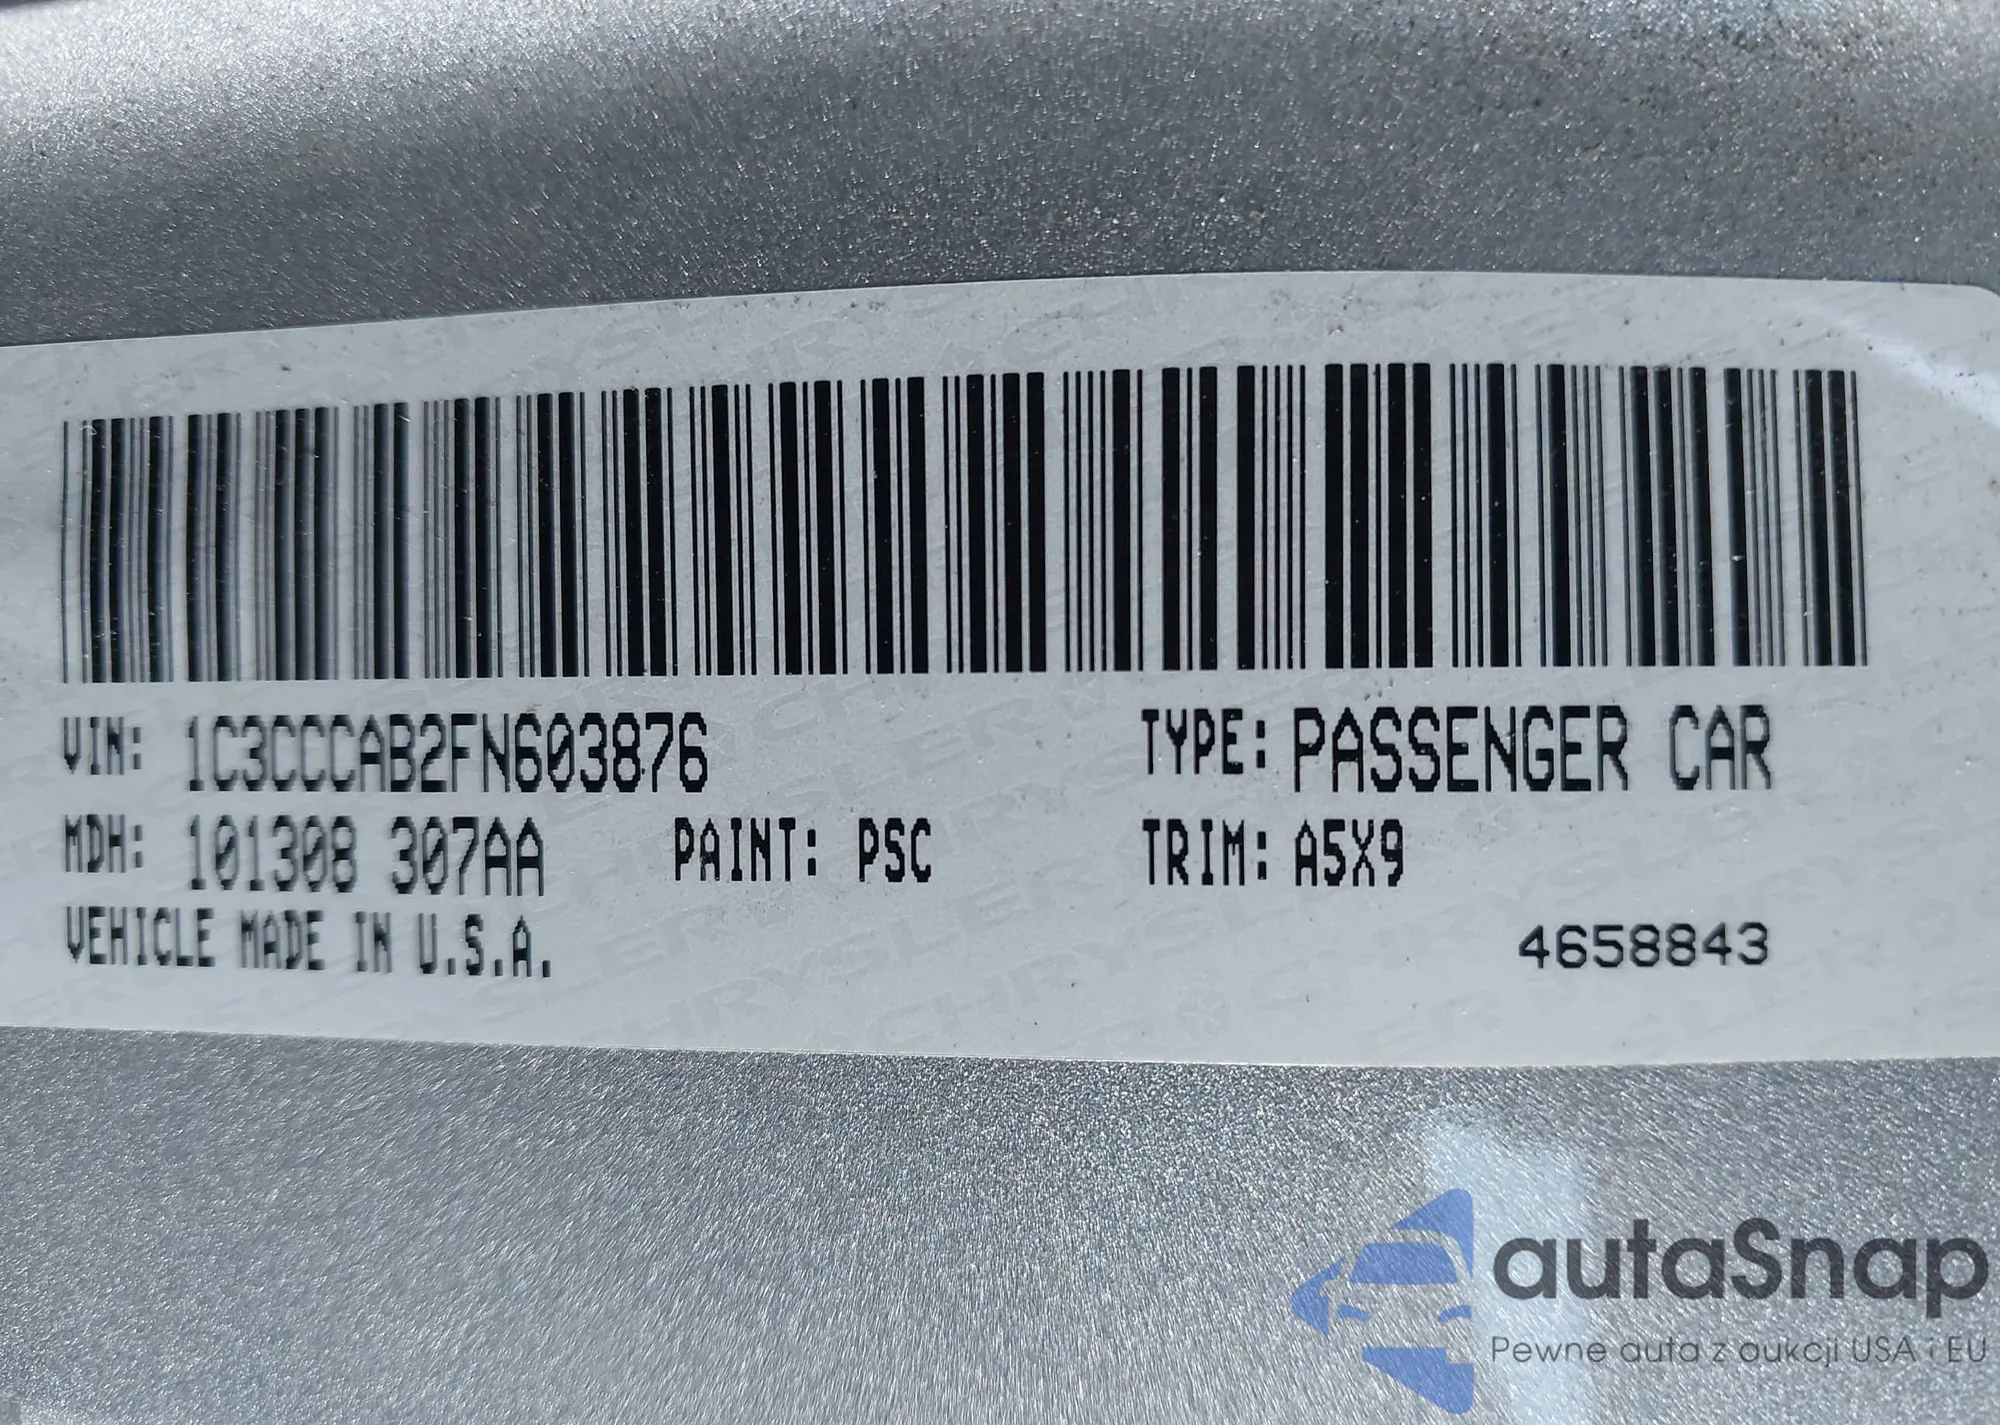 VIN: 1C3CCCAB2FN603876 TYPE: PASSENGER CAR
MDH: 101308 307AA PAINT: PSC TRIM: A5X9
VEHICLE MADE IN U.S.A. 4658843
autaSnap
Pewne auta z aukcji USA i EU